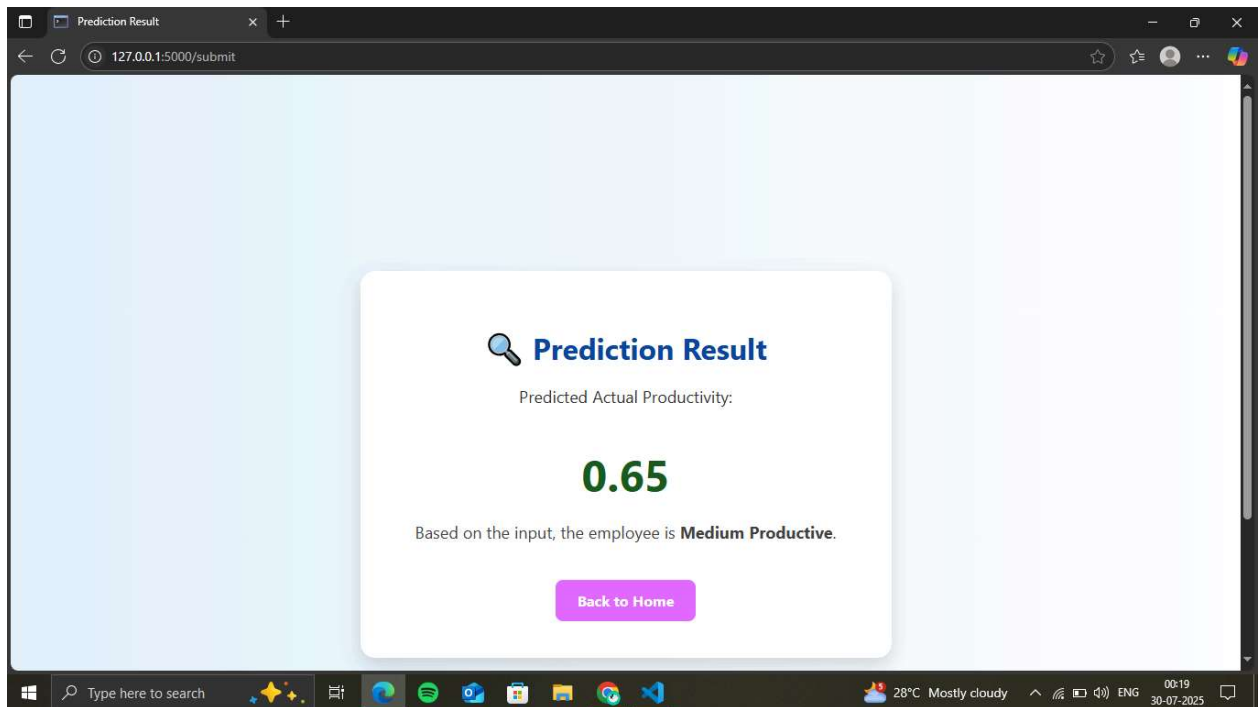 Prediction Result
127.0.0.1:5000/submit
Prediction Result
Predicted Actual Productivity:
0.65
Based on the input, the employee is Medium Productive.
Back to Home
Type here to search
5
28°C Mostly cloudy
ENG
00:19
30-07-2025